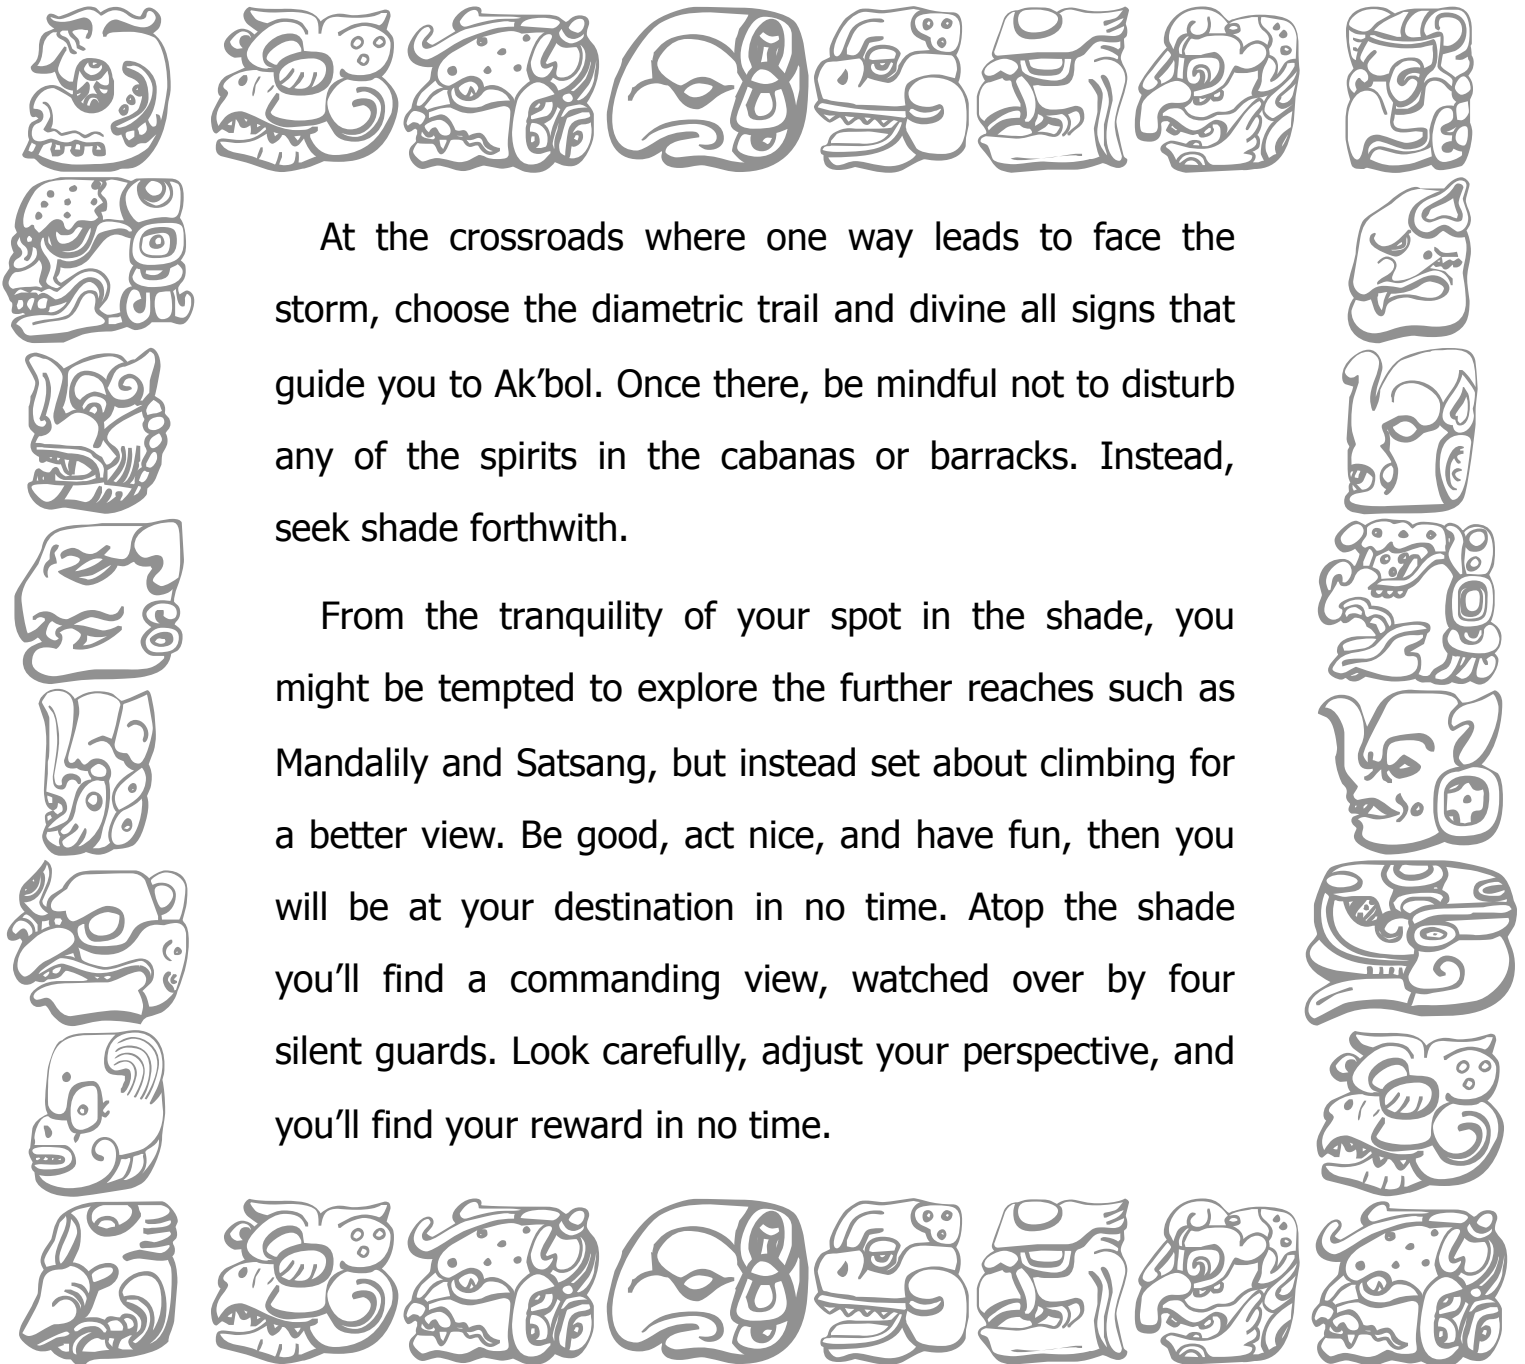 At the crossroads where one way leads to face the
storm, choose the diametric trail and divine all signs that
guide you to Ak’bol. Once there, be mindful not to disturb
any of the spirits in the cabanas or barracks. Instead,
seek shade forthwith.
From the tranquility of your spot in the shade, you
might be tempted to explore the further reaches such as
Mandalily and Satsang, but instead set about climbing for
a better view. Be good, act nice, and have fun, then you
will be at your destination in no time. Atop the shade
you’ll find a commanding view, watched over by four
silent guards. Look carefully, adjust your perspective, and
you’ll find your reward in no time.